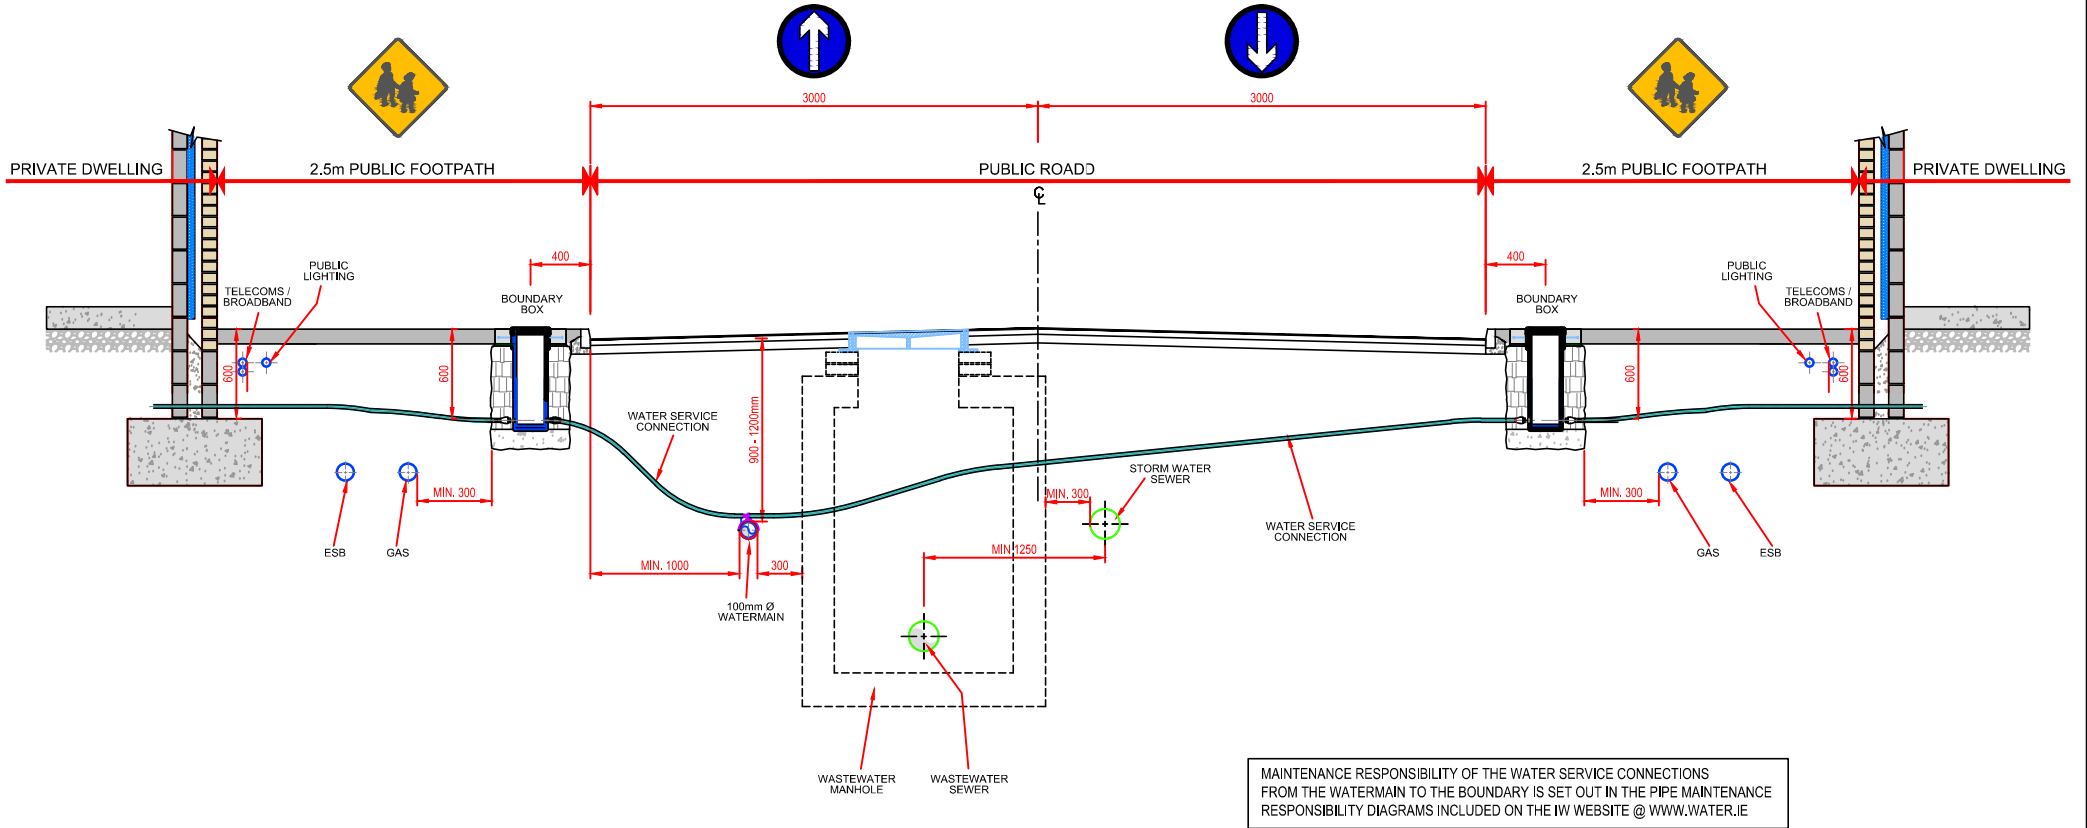 3000
3000
PRIVATE DWELLING
2.5m PUBLIC FOOTPATH
PUBLIC ROADD
2.5m PUBLIC FOOTPATH
PRIVATE DWELLING
℄
400
400
PUBLIC
LIGHTING
TELECOMS /
BROADBAND
BOUNDARY
BOX
BOUNDARY
BOX
PUBLIC
LIGHTING
TELECOMS /
BROADBAND
600
600
600
600
900 - 1200mm
WATER SERVICE
CONNECTION
STORM WATER
SEWER
MIN. 300
MIN. 300
MIN. 300
WATER SERVICE
CONNECTION
ESB
GAS
MIN.1250
GAS
ESB
MIN. 1000
300
100mm Ø
WATERMAIN
WASTEWATER
MANHOLE
WASTEWATER
SEWER
MAINTENANCE RESPONSIBILITY OF THE WATER SERVICE CONNECTIONS
FROM THE WATERMAIN TO THE BOUNDARY IS SET OUT IN THE PIPE MAINTENANCE
RESPONSIBILITY DIAGRAMS INCLUDED ON THE IW WEBSITE @ WWW.WATER.IE